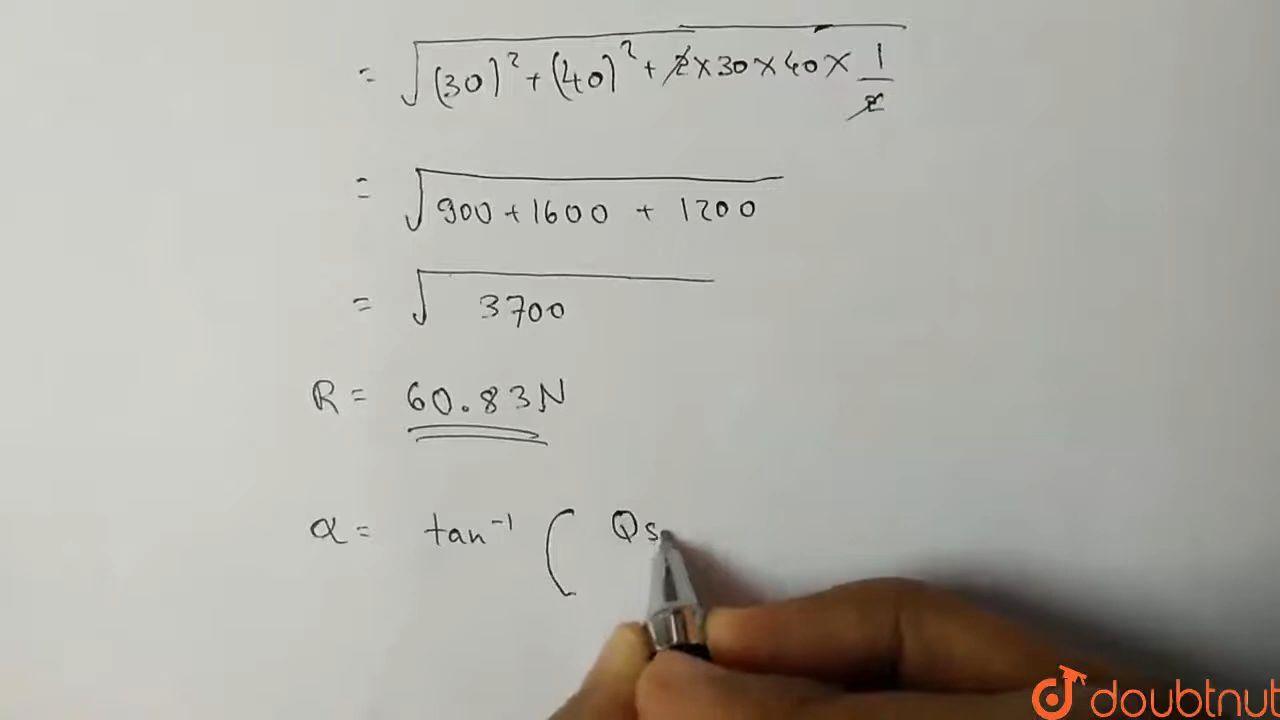 = √(30)² + (40)² + 2 × 30 × 40 × 1/2
= √900 + 1600 + 1200
= √3700
R = 60.83N
α = tan⁻¹ ( Qs
doubtnut